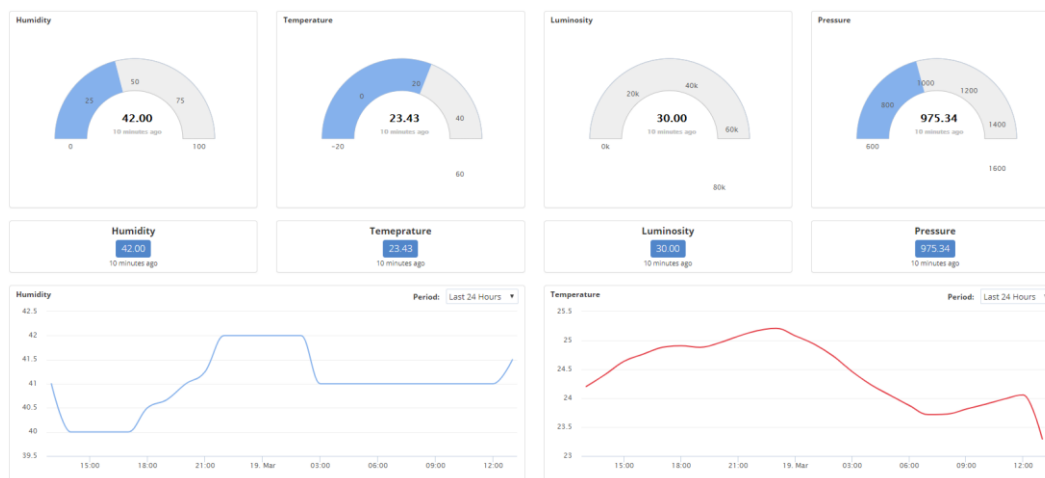 Humidity
50
25
75
42.00
10 minutes ago
0
100
Temperature
0
20
40
23.43
10 minutes ago
-20
60
Luminosity
20k
40k
60k
30.00
10 minutes ago
0k
80k
Pressure
1000
1200
800
1400
975.34
10 minutes ago
600
1600
Humidity
42.00
10 minutes ago
Temeprature
23.43
10 minutes ago
Luminosity
30.00
10 minutes ago
Pressure
975.34
10 minutes ago
Humidity
Period: Last 24 Hours
42.5
42
41.5
41
40.5
40
39.5
15:00 18:00 21:00 19. Mar 03:00 06:00 09:00 12:00
Temperature
Period: Last 24 Hours
25.5
25
24.5
24
23.5
23
15:00 18:00 21:00 19. Mar 03:00 06:00 09:00 12:00